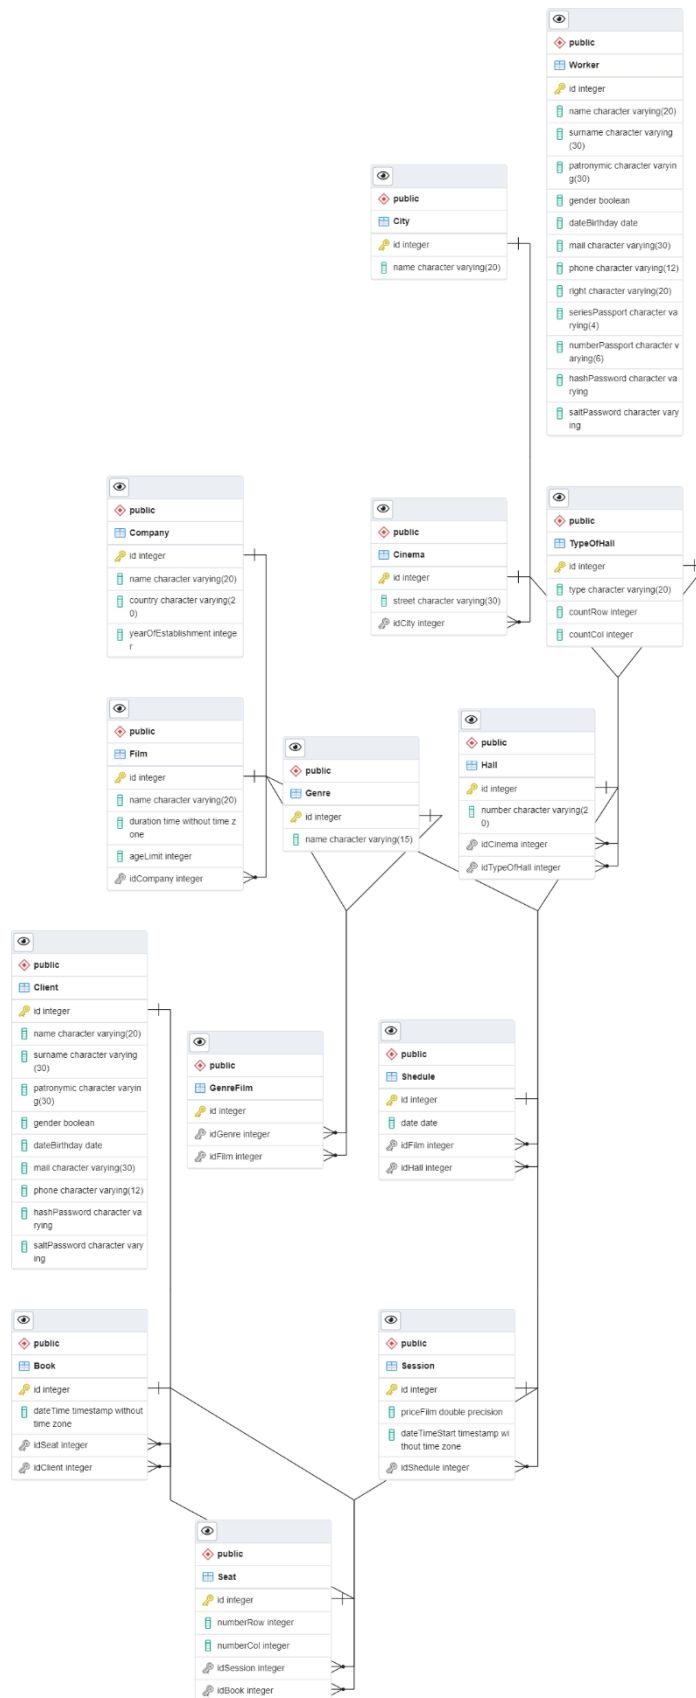 public
Worker
id integer
name character varying(20)
surname character varying
(30)
patronymic character varyin
g(30)
gender boolean
dateBirthday date
mail character varying(30)
phone character varying(12)
right character varying(20)
seriesPassport character va
rying(4)
numberPassport character v
arying(6)
hashPassword character va
rying
saltPassword character vary
ing
public
City
id integer
name character varying(20)
public
Company
id integer
name character varying(20)
country character varying(2
0)
yearOfEstablishment intege
r
public
Cinema
id integer
street character varying(30)
idCity integer
public
TypeOfHall
id integer
type character varying(20)
countRow integer
countCol integer
public
Film
id integer
name character varying(20)
duration time without time z
one
ageLimit integer
idCompany integer
public
Genre
id integer
name character varying(15)
public
Hall
id integer
number character varying(2
0)
idCinema integer
idTypeOfHall integer
public
Client
id integer
name character varying(20)
surname character varying
(30)
patronymic character varyin
g(30)
gender boolean
dateBirthday date
mail character varying(30)
phone character varying(12)
hashPassword character va
rying
saltPassword character vary
ing
public
GenreFilm
id integer
idGenre integer
idFilm integer
public
Shedule
id integer
date date
idFilm integer
idHall integer
public
Book
id integer
dateTime timestamp without
time zone
idSeat integer
idClient integer
public
Session
id integer
priceFilm double precision
dateTimeStart timestamp wi
thout time zone
idShedule integer
public
Seat
id integer
numberRow integer
numberCol integer
idSession integer
idBook integer